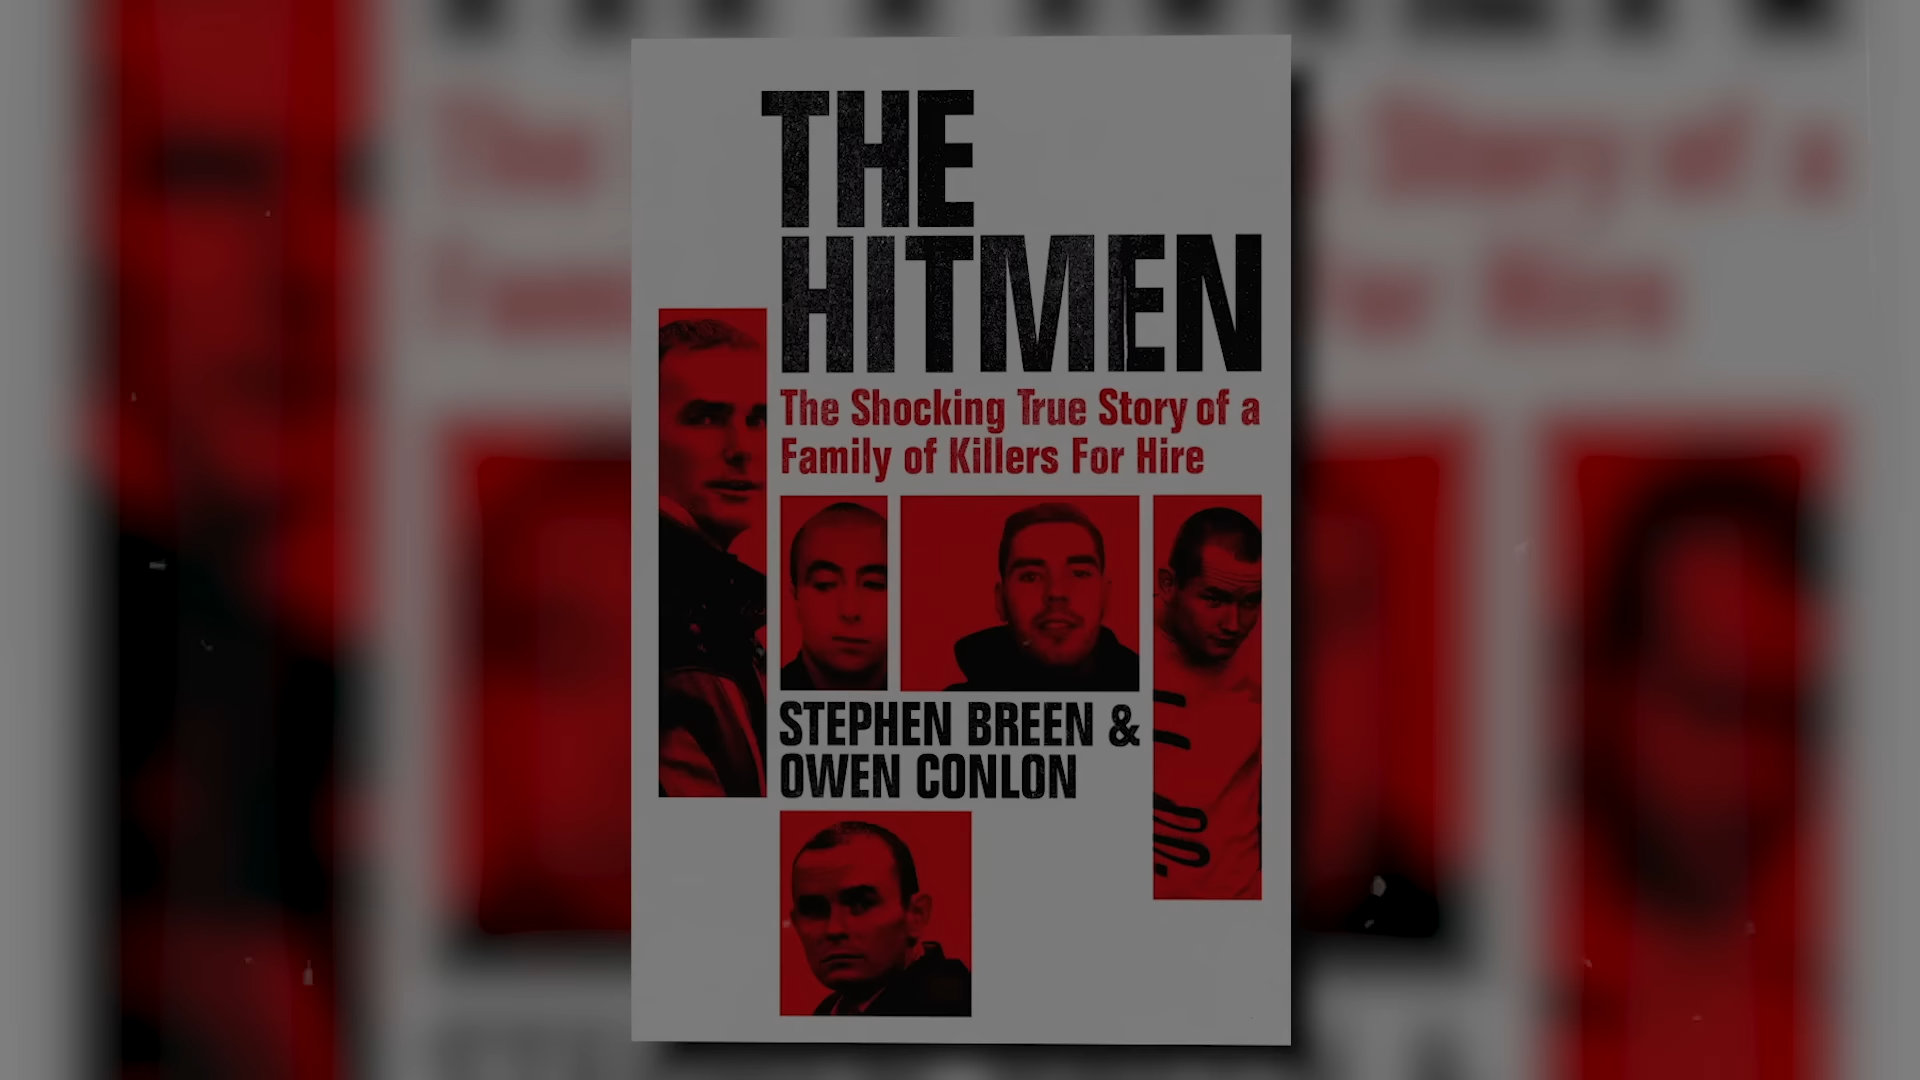 THE
HITMEN
The Shocking True Story of a
Family of Killers For Hire
STEPHEN BREEN &
OWEN CONLON